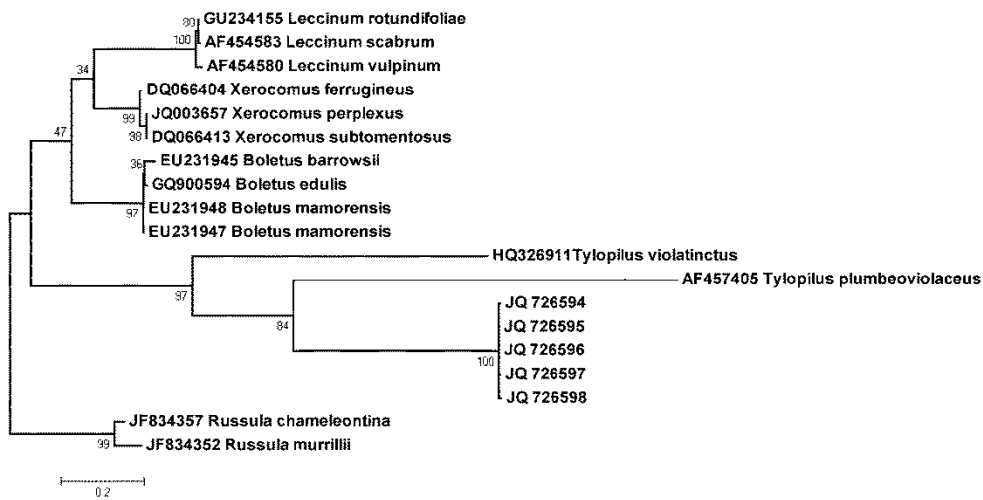 80
GU234155 Leccinum rotundifoliae
100
AF454583 Leccinum scabrum
AF454580 Leccinum vulpinum
34
DQ066404 Xerocomus ferrugineus
99
JQ003657 Xerocomus perplexus
98
DQ066413 Xerocomus subtomentosus
47
36
EU231945 Boletus barrowsii
GQ900594 Boletus edulis
97
EU231948 Boletus mamorensis
EU231947 Boletus mamorensis
HQ326911Tylopilus violatinctus
97
AF457405 Tylopilus plumbeoviolaceus
84
JQ 726594
JQ 726595
JQ 726596
100
JQ 726597
JQ 726598
JF834357 Russula chameleontina
99
JF834352 Russula murrillii
0.2